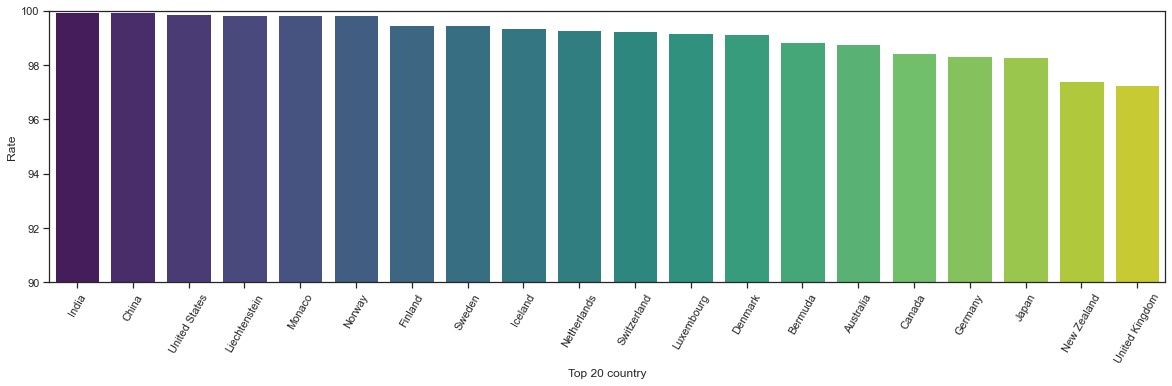 100
98
96
94
92
90
Rate
India
China
United States
Liechtenstein
Monaco
Norway
Finland
Sweden
Iceland
Netherlands
Switzerland
Luxembourg
Denmark
Bermuda
Australia
Canada
Germany
Japan
New Zealand
United Kingdom
Top 20 country